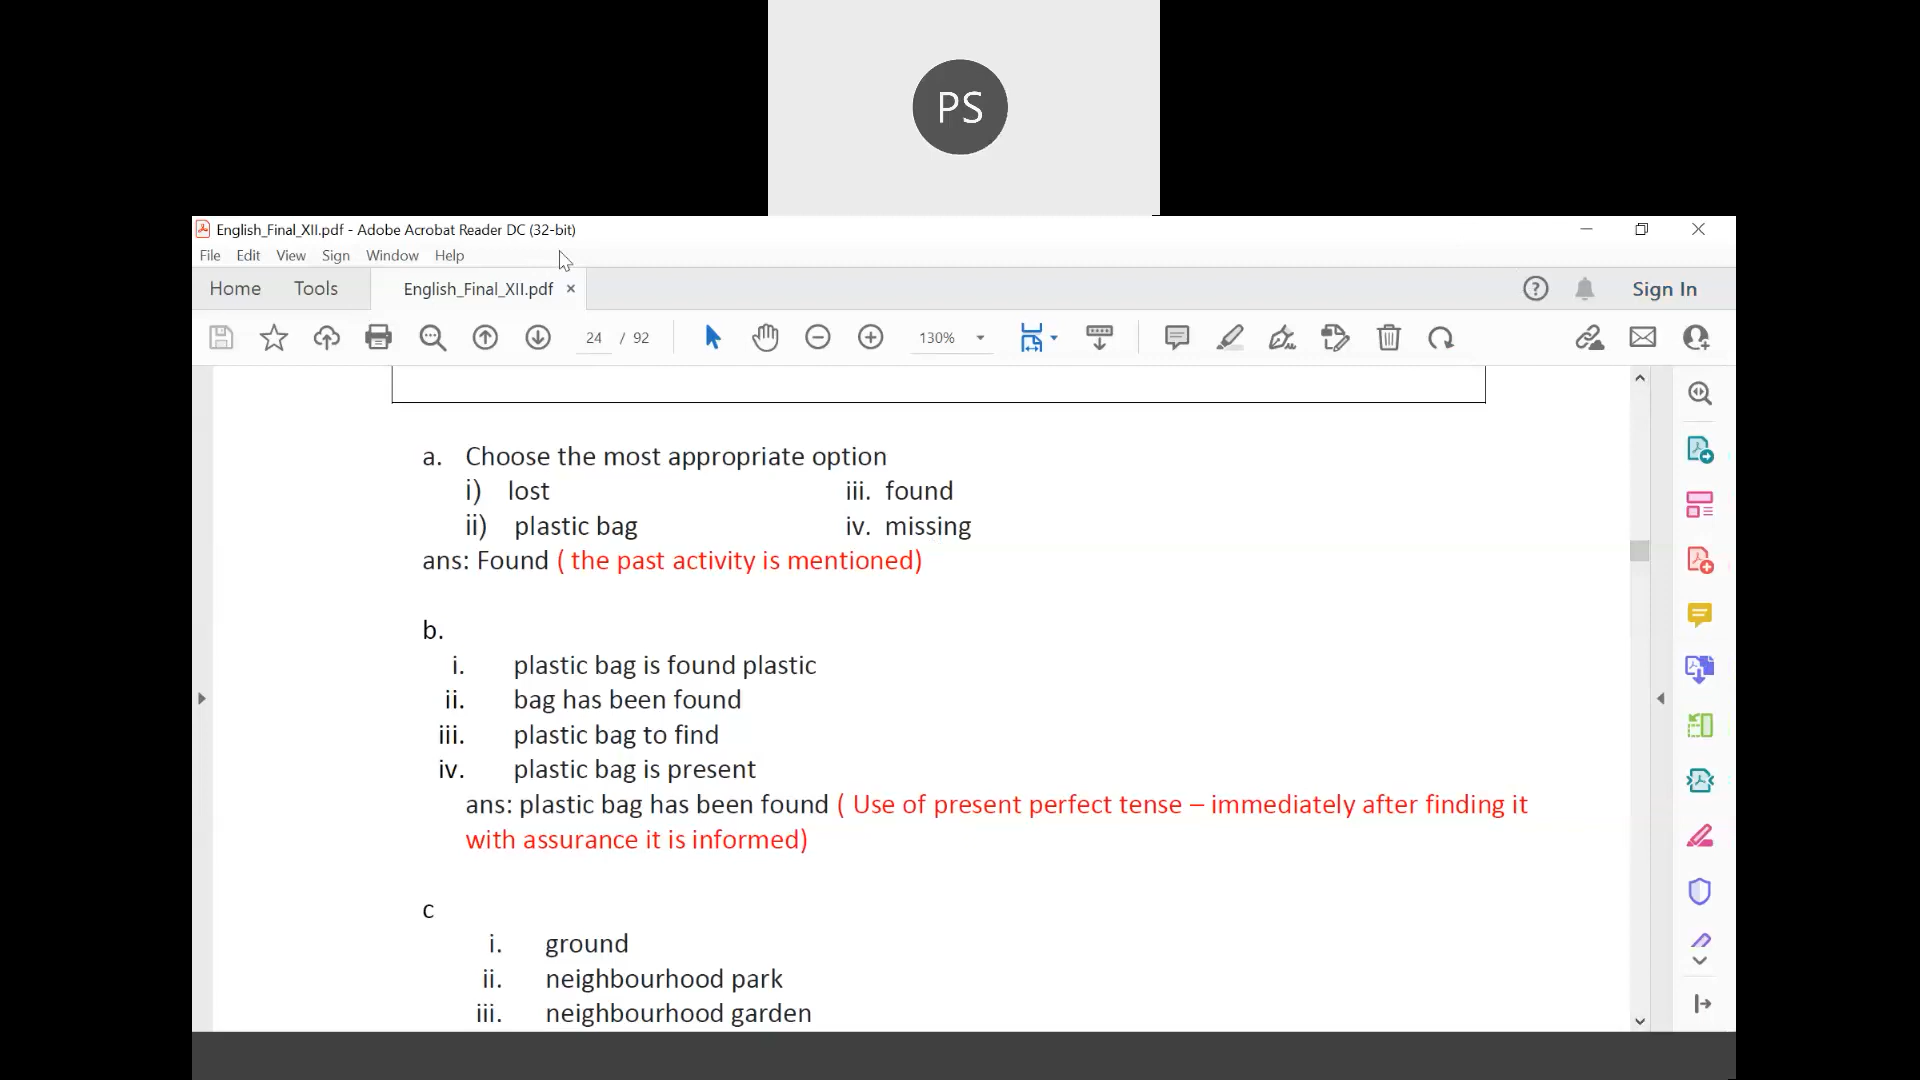 PS
English_Final_XII.pdf - Adobe Acrobat Reader DC (32-bit)
File Edit View Sign Window Help
Home Tools English_Final_XII.pdf × Sign In
24 / 92 130%
a. Choose the most appropriate option
i) lost iii. found
ii) plastic bag iv. missing
ans: Found ( the past activity is mentioned)
b.
i. plastic bag is found plastic
ii. bag has been found
iii. plastic bag to find
iv. plastic bag is present
ans: plastic bag has been found ( Use of present perfect tense – immediately after finding it
with assurance it is informed)
c
i. ground
ii. neighbourhood park
iii. neighbourhood garden